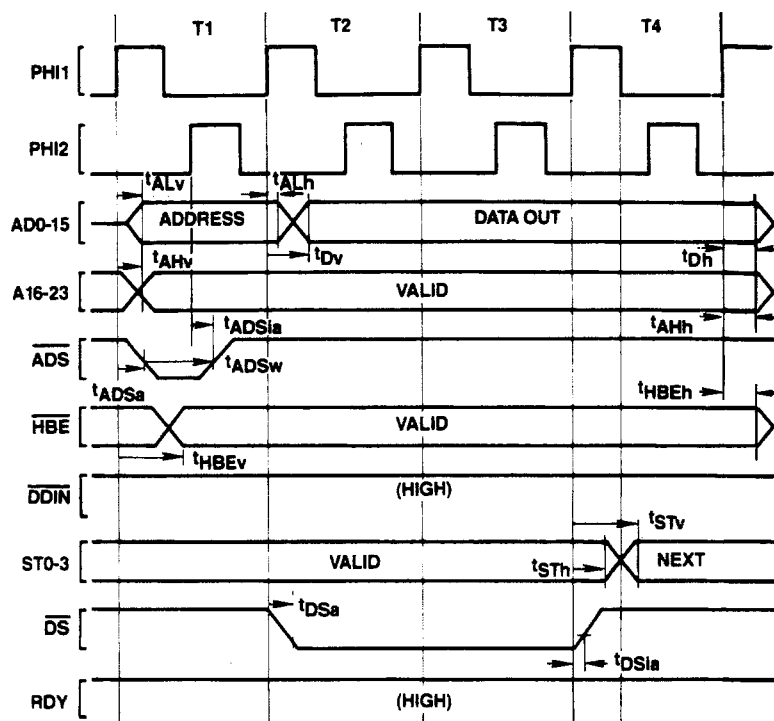 T1 T2 T3 T4
PHI1
PHI2
tALv tALh
AD0-15 ADDRESS DATA OUT
tAHv tDv tDh
A16-23 VALID
tADSia tAHh
ADS tADSw
tADSa tHBEh
HBE VALID
tHBEv
DDIN (HIGH)
tSTv
ST0-3 VALID tSTh NEXT
DS tDSa
tDSia
RDY (HIGH)